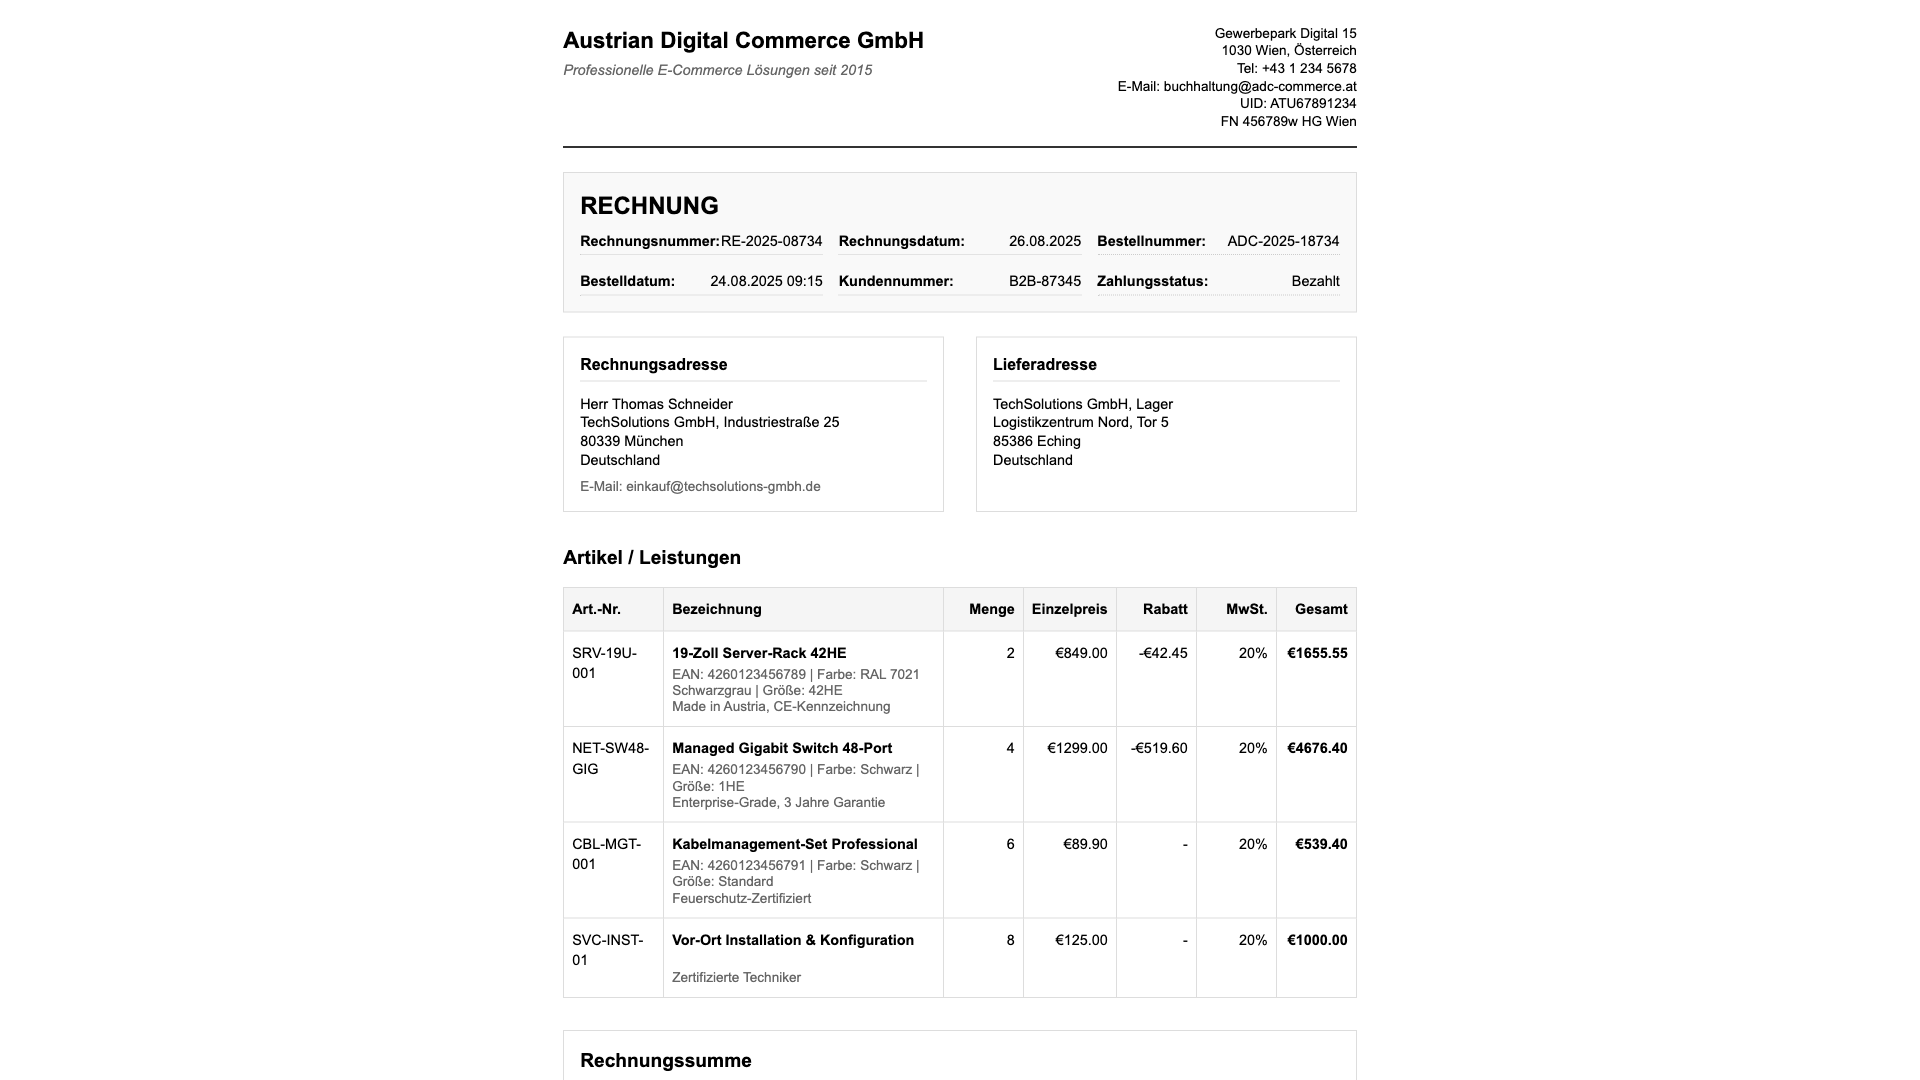 Austrian Digital Commerce GmbH
Professionelle E-Commerce Lösungen seit 2015
Gewerbepark Digital 15
1030 Wien, Österreich
Tel: +43 1 234 5678
E-Mail: buchhaltung@adc-commerce.at
UID: ATU67891234
FN 456789w HG Wien
RECHNUNG
Rechnungsnummer: RE-2025-08734 Rechnungsdatum: 26.08.2025 Bestellnummer: ADC-2025-18734
Bestelldatum: 24.08.2025 09:15 Kundennummer: B2B-87345 Zahlungsstatus: Bezahlt
Rechnungsadresse
Herr Thomas Schneider
TechSolutions GmbH, Industriestraße 25
80339 München
Deutschland
E-Mail: einkauf@techsolutions-gmbh.de
Lieferadresse
TechSolutions GmbH, Lager
Logistikzentrum Nord, Tor 5
85386 Eching
Deutschland
Artikel / Leistungen
Art.-Nr. Bezeichnung Menge Einzelpreis Rabatt MwSt. Gesamt
SRV-19U- 19-Zoll Server-Rack 42HE 2 €849.00 -€42.45 20% €1655.55
001 EAN: 4260123456789 | Farbe: RAL 7021
Schwarzgrau | Größe: 42HE
Made in Austria, CE-Kennzeichnung
NET-SW48- Managed Gigabit Switch 48-Port 4 €1299.00 -€519.60 20% €4676.40
GIG EAN: 4260123456790 | Farbe: Schwarz |
Größe: 1HE
Enterprise-Grade, 3 Jahre Garantie
CBL-MGT- Kabelmanagement-Set Professional 6 €89.90 - 20% €539.40
001 EAN: 4260123456791 | Farbe: Schwarz |
Größe: Standard
Feuerschutz-Zertifiziert
SVC-INST- Vor-Ort Installation & Konfiguration 8 €125.00 - 20% €1000.00
01
Zertifizierte Techniker
Rechnungssumme